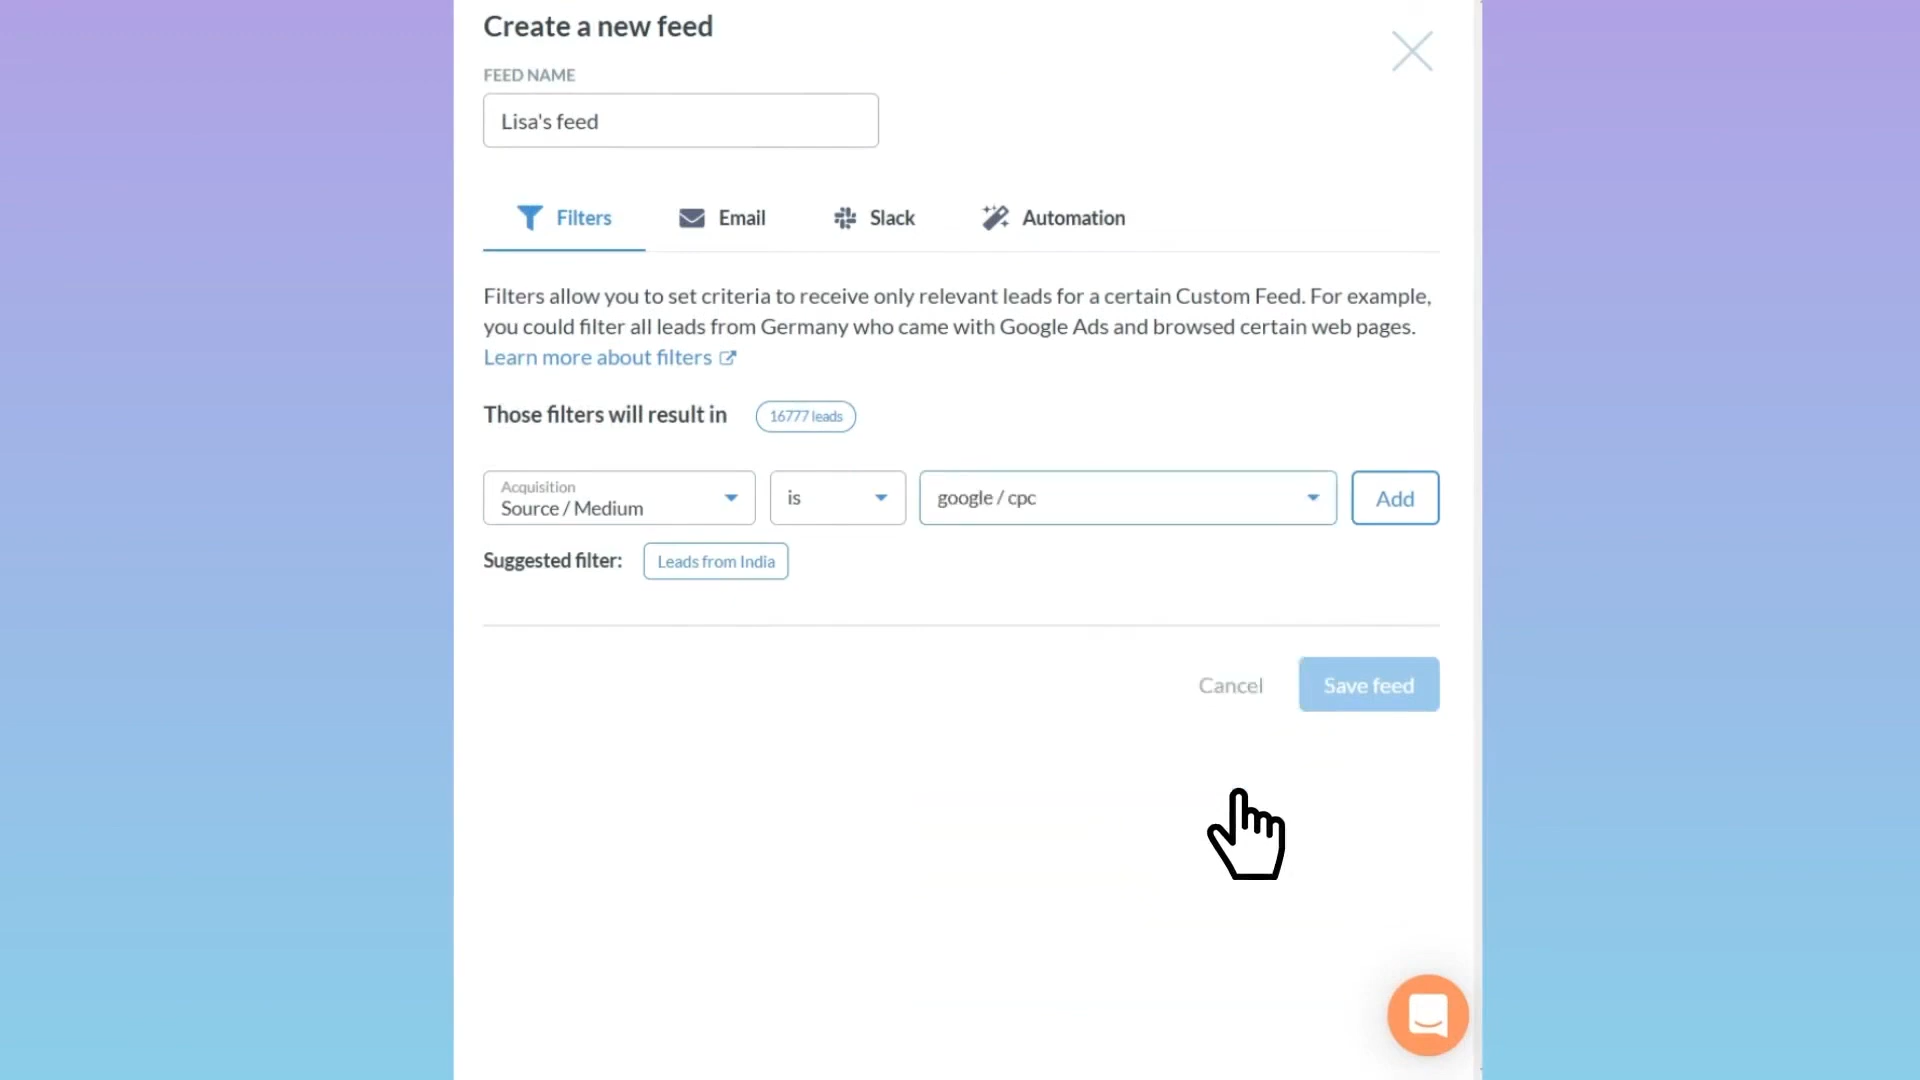 Create a new feed
FEED NAME
Lisa's feed
Filters
Email
Slack
Automation
Filters allow you to set criteria to receive only relevant leads for a certain Custom Feed. For example,
you could filter all leads from Germany who came with Google Ads and browsed certain web pages.
Learn more about filters
Those filters will result in
16777 leads
Acquisition
Source / Medium
is
google / cpc
Add
Suggested filter:
Leads from India
Cancel
Save feed